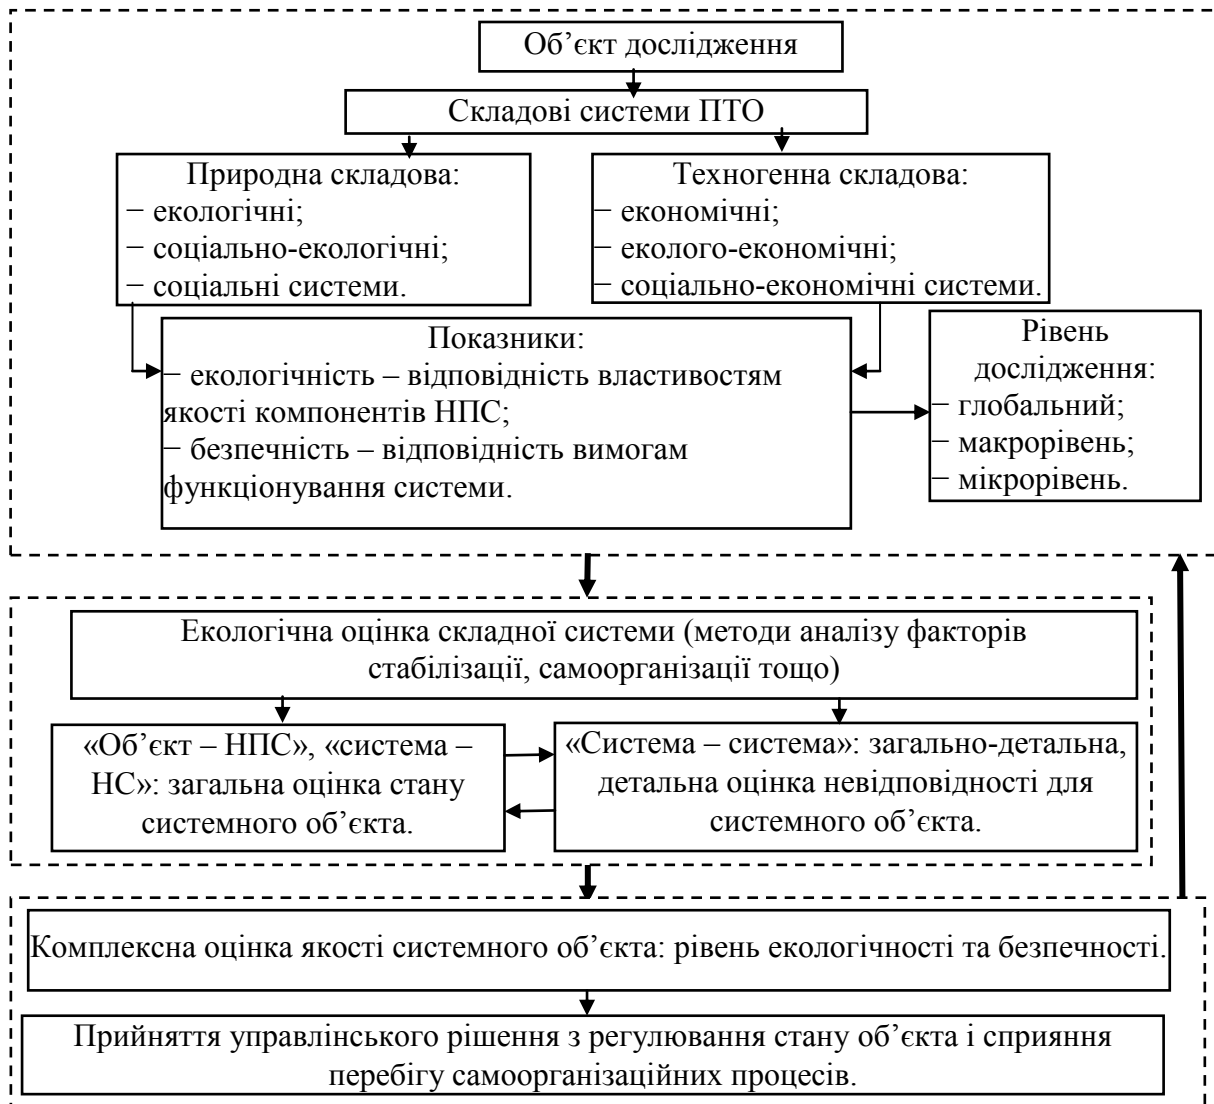 Об’єкт дослідження
Складові системи ПТО
Природна складова:
− екологічні;
− соціально-екологічні;
− соціальні системи.
Техногенна складова:
− економічні;
− еколого-економічні;
− соціально-економічні системи.
Показники:
− екологічність – відповідність властивостям
якості компонентів НПС;
− безпечність – відповідність вимогам
функціонування системи.
Рівень
дослідження:
− глобальний;
− макрорівень;
− мікрорівень.
Екологічна оцінка складної системи (методи аналізу факторів
стабілізації, самоорганізації тощо)
«Об’єкт – НПС», «система –
НС»: загальна оцінка стану
системного об’єкта.
«Система – система»: загально-детальна,
детальна оцінка невідповідності для
системного об’єкта.
Комплексна оцінка якості системного об’єкта: рівень екологічності та безпечності.
Прийняття управлінського рішення з регулювання стану об’єкта і сприяння
перебігу самоорганізаційних процесів.